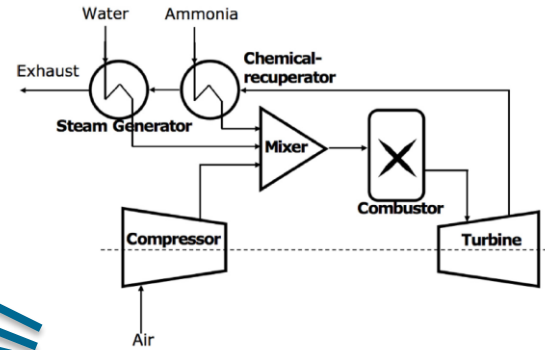 Water
Ammonia
Chemical-
recuperator
Exhaust
Steam Generator
Mixer
Combustor
Compressor
Turbine
Air